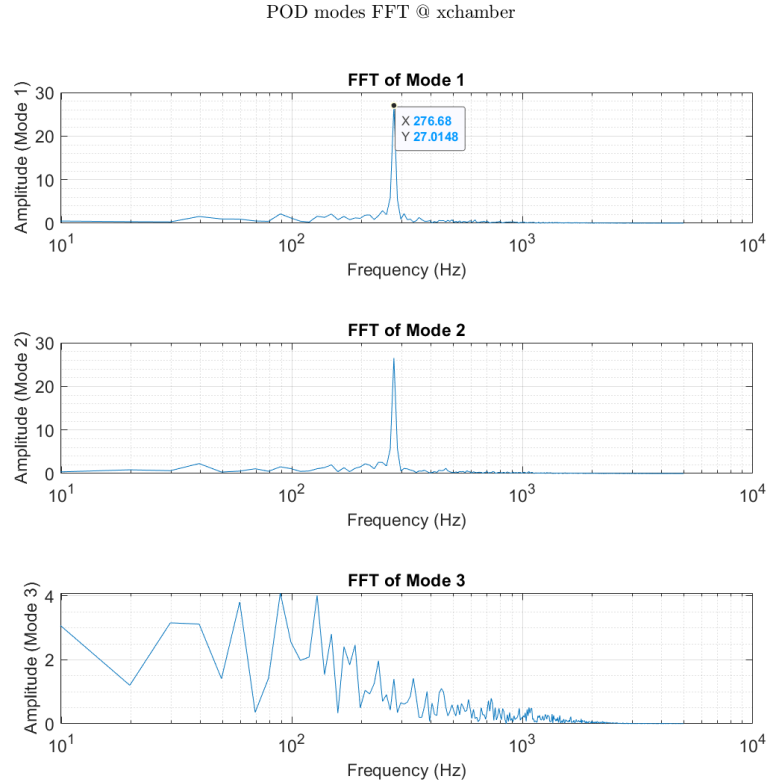 POD modes FFT @ xchamber
FFT of Mode 1
Amplitude (Mode 1)
30
20
10
0
X 276.68
Y 27.0148
10^1
10^2
10^3
10^4
Frequency (Hz)
FFT of Mode 2
Amplitude (Mode 2)
30
20
10
0
10^1
10^2
10^3
10^4
Frequency (Hz)
FFT of Mode 3
Amplitude (Mode 3)
4
2
0
10^1
10^2
10^3
10^4
Frequency (Hz)